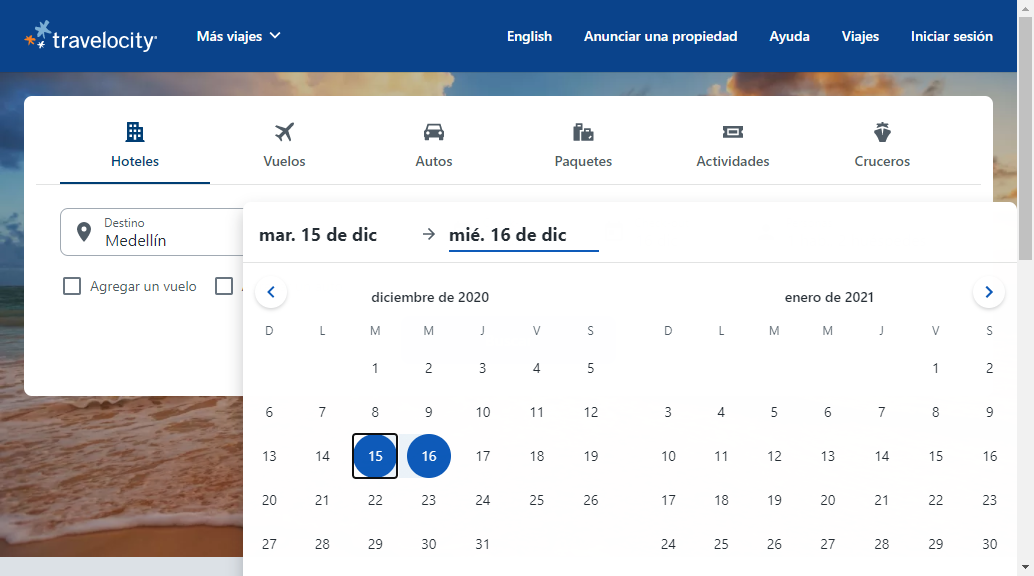 travelocity
Más viajes
English
Anunciar una propiedad
Ayuda
Viajes
Iniciar sesión
Hoteles
Vuelos
Autos
Paquetes
Actividades
Cruceros
Destino
Medellín
Agregar un vuelo
mar. 15 de dic
mié. 16 de dic
diciembre de 2020
D L M M J V S
1 2 3 4 5
6 7 8 9 10 11 12
13 14 15 16 17 18 19
20 21 22 23 24 25 26
27 28 29 30 31
enero de 2021
D L M M J V S
1 2
3 4 5 6 7 8 9
10 11 12 13 14 15 16
17 18 19 20 21 22 23
24 25 26 27 28 29 30